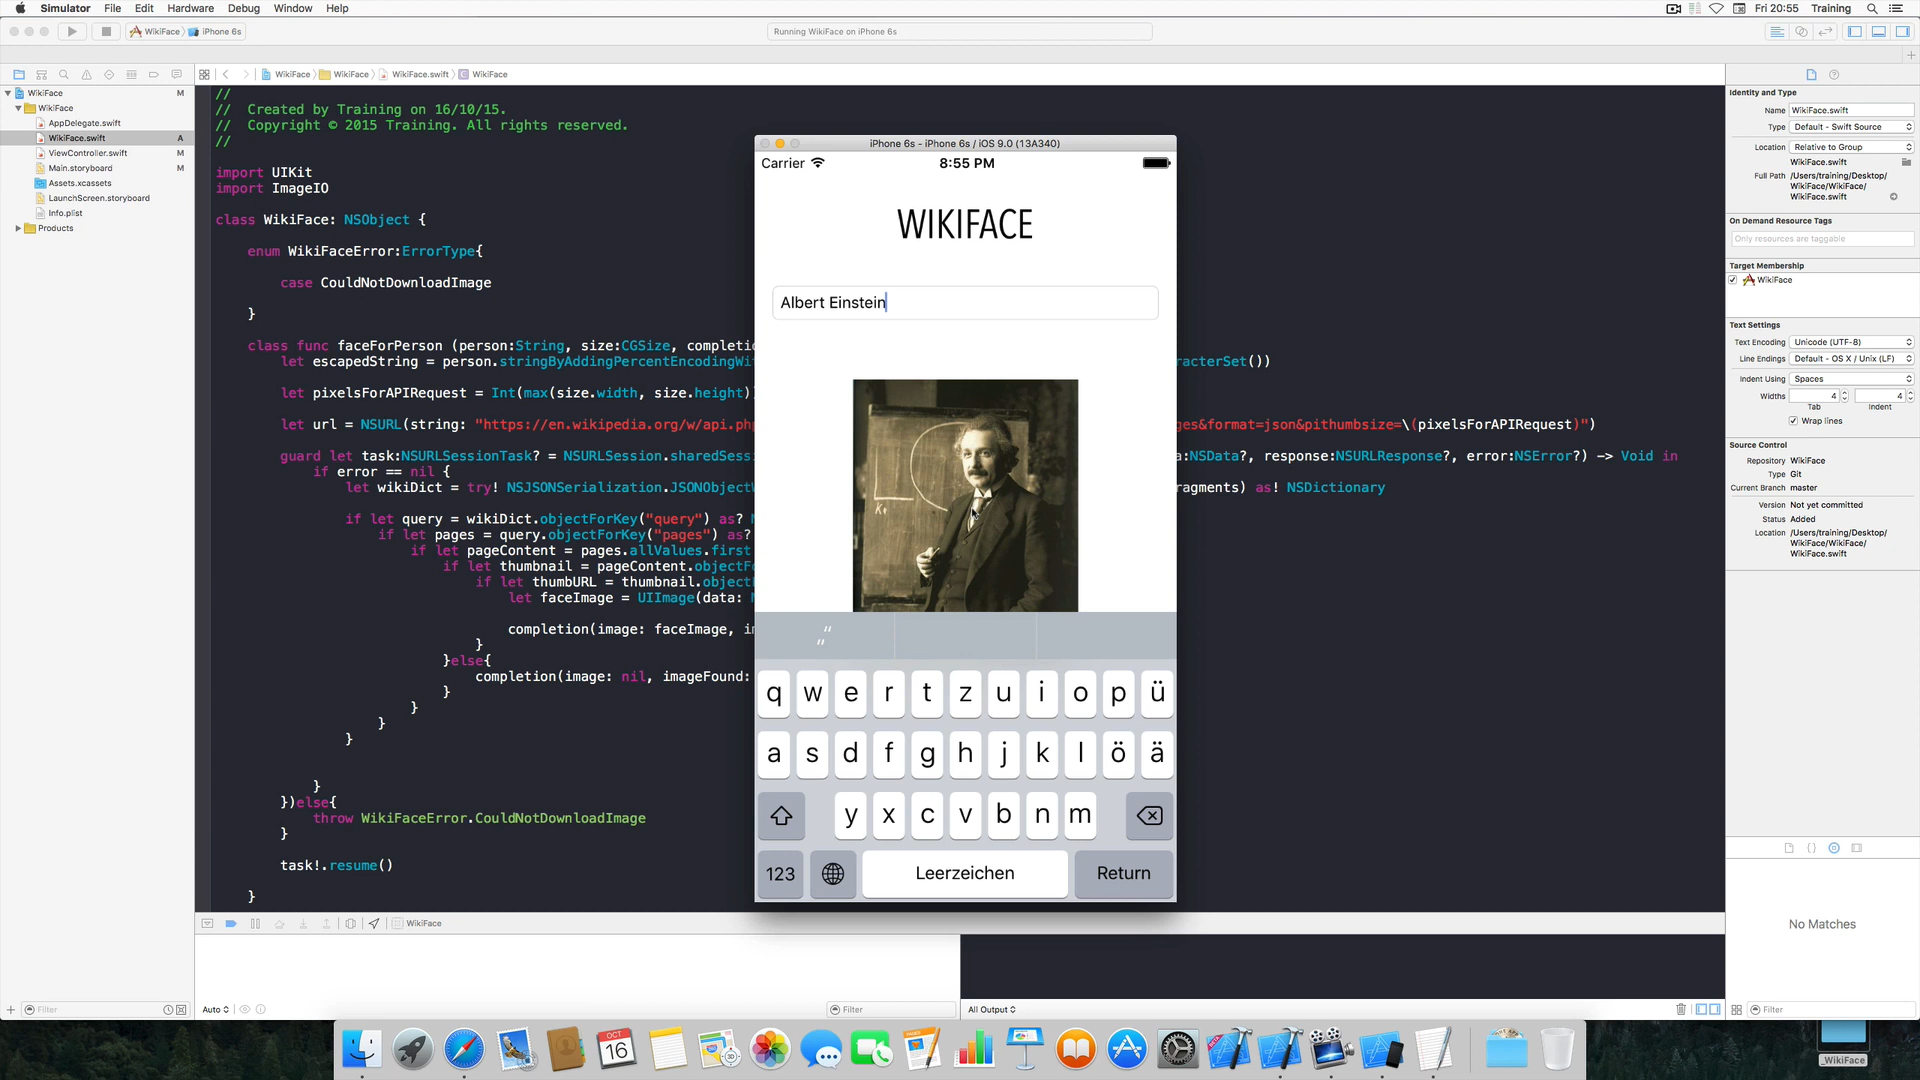 Simulator File Edit Hardware Debug Window Help
Fri 20:55 Training
WikiFace iPhone 6s
Running WikiFace on iPhone 6s
WikiFace WikiFace WikiFace.swift WikiFace
WikiFace M
WikiFace
AppDelegate.swift
WikiFace.swift A
ViewController.swift M
Main.storyboard M
Assets.xcassets
LaunchScreen.storyboard
Info.plist
Products
//
// Created by Training on 16/10/15.
// Copyright © 2015 Training. All rights reserved.
//
import UIKit
import ImageIO
class WikiFace: NSObject {
enum WikiFaceError:ErrorType{
case CouldNotDownloadImage
}
class func faceForPerson (person:String, size:CGSize, completi
let escapedString = person.stringByAddingPercentEncodingWi racterSet())
let pixelsForAPIRequest = Int(max(size.width, size.height)
let url = NSURL(string: "https://en.wikipedia.org/w/api.ph es&format=json&pithumbsize=\(pixelsForAPIRequest)")
guard let task:NSURLSessionTask? = NSURLSession.sharedSess a:NSData?, response:NSURLResponse?, error:NSError?) -> Void in
if error == nil {
let wikiDict = try! NSJSONSerialization.JSONObject ragments) as! NSDictionary
if let query = wikiDict.objectForKey("query") as?
if let pages = query.objectForKey("pages") as?
if let pageContent = pages.allValues.first
if let thumbnail = pageContent.objectF
if let thumbURL = thumbnail.object
let faceImage = UIImage(data:
completion(image: faceImage, i
}
}else{
completion(image: nil, imageFound:
}
}
}
}
}
})else{
throw WikiFaceError.CouldNotDownloadImage
}
task!.resume()
}
iPhone 6s - iPhone 6s / iOS 9.0 (13A340)
Carrier 8:55 PM
WIKIFACE
Albert Einstein
“
q w e r t z u i o p ü
a s d f g h j k l ö ä
y x c v b n m
123 Leerzeichen Return
Identity and Type
Name WikiFace.swift
Type Default - Swift Source
Location Relative to Group
WikiFace.swift
Full Path /Users/training/Desktop/
WikiFace/WikiFace/
WikiFace.swift
On Demand Resource Tags
Only resources are taggable
Target Membership
WikiFace
Text Settings
Text Encoding Unicode (UTF-8)
Line Endings Default - OS X / Unix (LF)
Indent Using Spaces
Widths 4 4
Tab Indent
Wrap lines
Source Control
Repository WikiFace
Type Git
Current Branch master
Version Not yet committed
Status Added
Location /Users/training/Desktop/
WikiFace/WikiFace/
WikiFace.swift
No Matches
WikiFace
Filter
Auto
Filter
All Output
Filter
OCT
16
_WikiFace